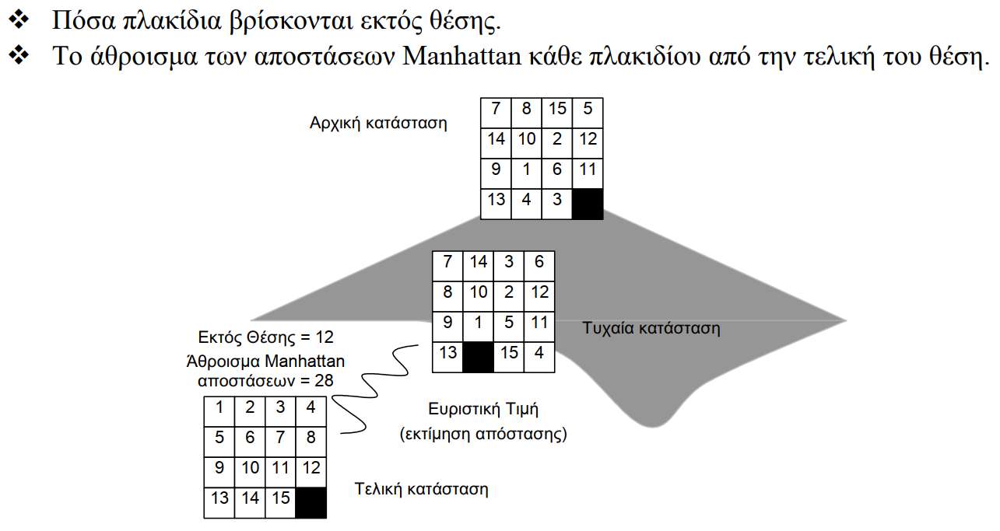 ❖ Πόσα πλακίδια βρίσκονται εκτός θέσης.
❖ Το άθροισμα των αποστάσεων Manhattan κάθε πλακιδίου από την τελική του θέση.
Αρχική κατάσταση
7 8 15 5
14 10 2 12
9 1 6 11
13 4 3
7 14 3 6
8 10 2 12
9 1 5 11
13 15 4
Τυχαία κατάσταση
Εκτός Θέσης = 12
Άθροισμα Manhattan
αποστάσεων = 28
Ευριστική Τιμή
(εκτίμηση απόστασης)
1 2 3 4
5 6 7 8
9 10 11 12
13 14 15
Τελική κατάσταση